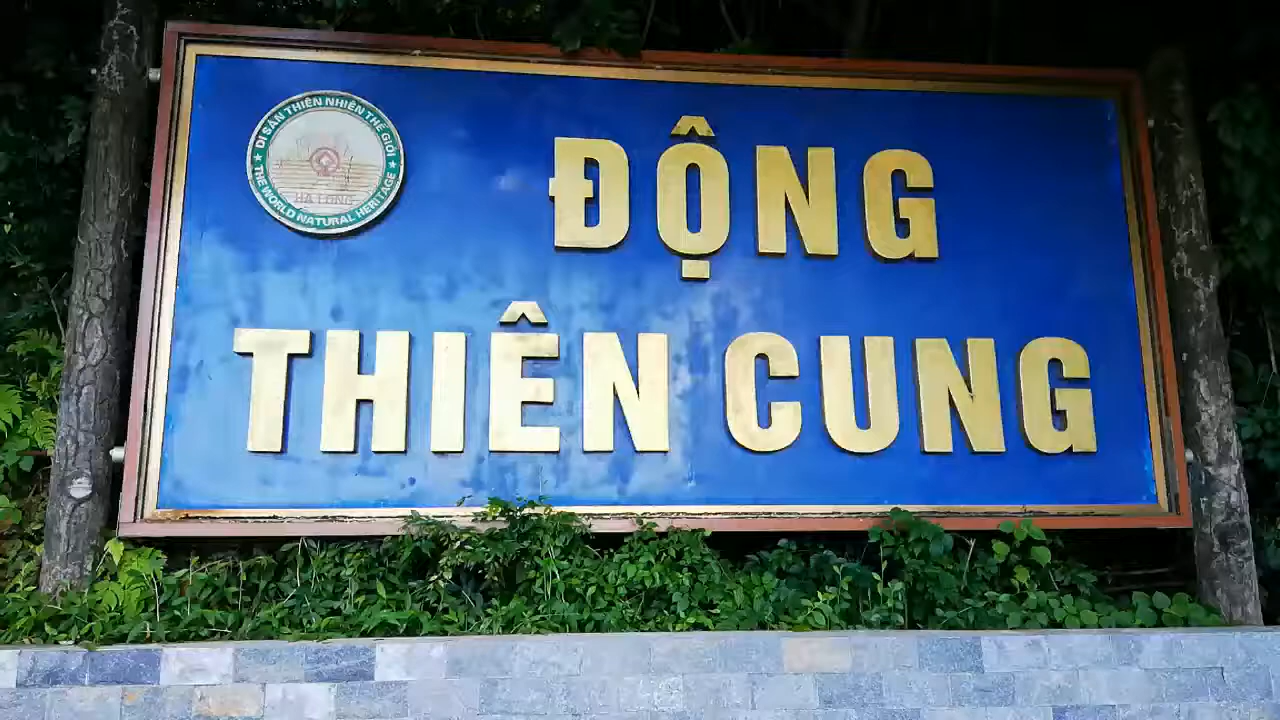 DI SẢN THIÊN NHIÊN THẾ GIỚI
HẠ LONG
THE WORLD NATURAL HERITAGE
ĐỘNG
THIÊN CUNG